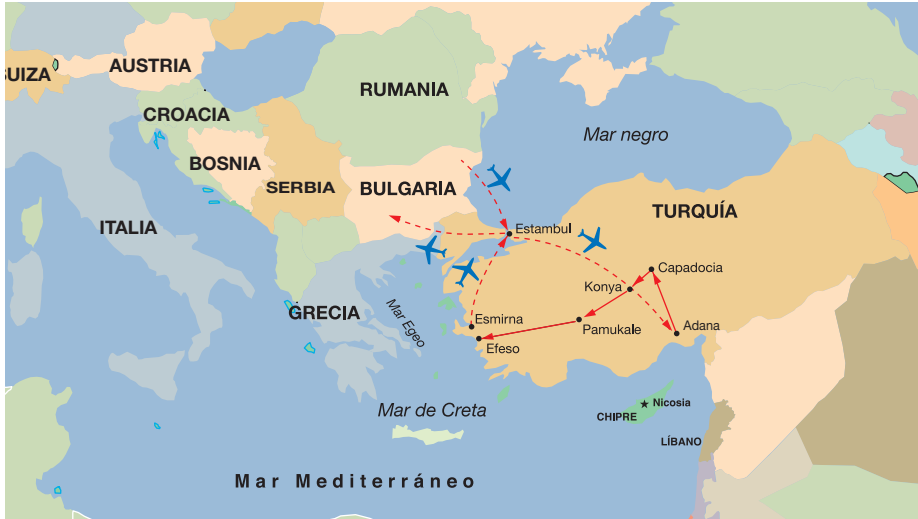 AUSTRIA
UIZA
RUMANIA
CROACIA
Mar negro
BOSNIA
SERBIA
BULGARIA
TURQUÍA
ITALIA
Estambul
Capadocia
Konya
GRECIA
Mar Egeo
Esmirna
Pamukale
Adana
Efeso
Mar de Creta
Nicosia
CHIPRE
LÍBANO
Mar Mediterráneo